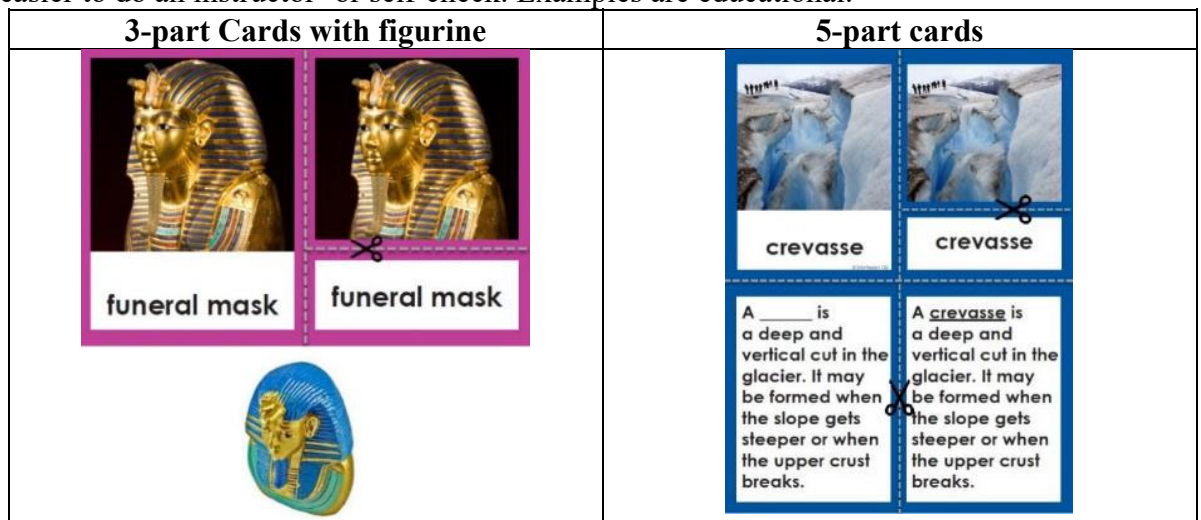 easier to do an instructor- or self-check. Examples are educational.
3-part Cards with figurine
5-part cards
funeral mask
funeral mask
crevasse
crevasse
A ______ is
a deep and
vertical cut in the
glacier. It may
be formed when
the slope gets
steeper or when
the upper crust
breaks.
A crevasse is
a deep and
vertical cut in the
glacier. It may
be formed when
the slope gets
steeper or when
the upper crust
breaks.